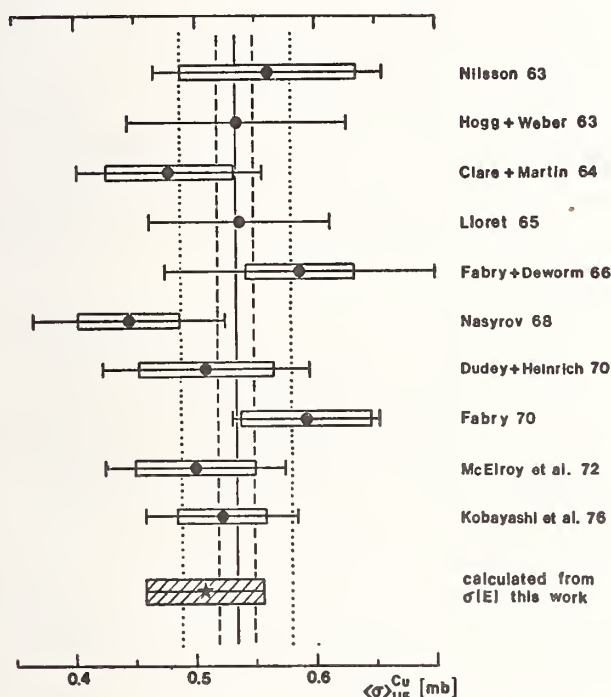 Nilsson 63
Hogg + Weber 63
Clare + Martin 64
Lloret 65
Fabry + Deworm 66
Nasyrov 68
Dudey + Heinrich 70
Fabry 70
McElroy et al. 72
Kobayashi et al. 76
calculated from
σ(E) this work
0.4 0.5 0.6
⟨σ⟩ Cu U5 [mb]